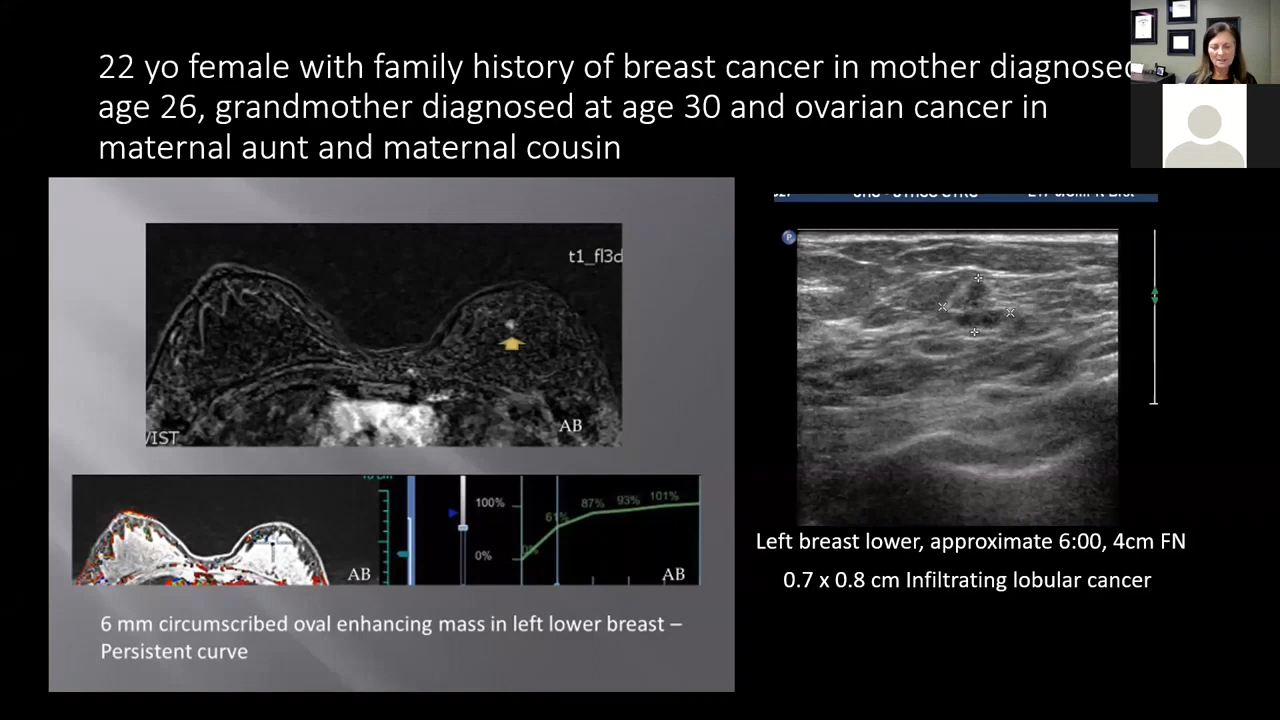 22 yo female with family history of breast cancer in mother diagnosed
age 26, grandmother diagnosed at age 30 and ovarian cancer in
maternal aunt and maternal cousin
t1_fl3d
VIST
AB
100%
0%
0%
61%
87%
93%
101%
AB
AB
6 mm circumscribed oval enhancing mass in left lower breast –
Persistent curve
P
Left breast lower, approximate 6:00, 4cm FN
0.7 x 0.8 cm Infiltrating lobular cancer